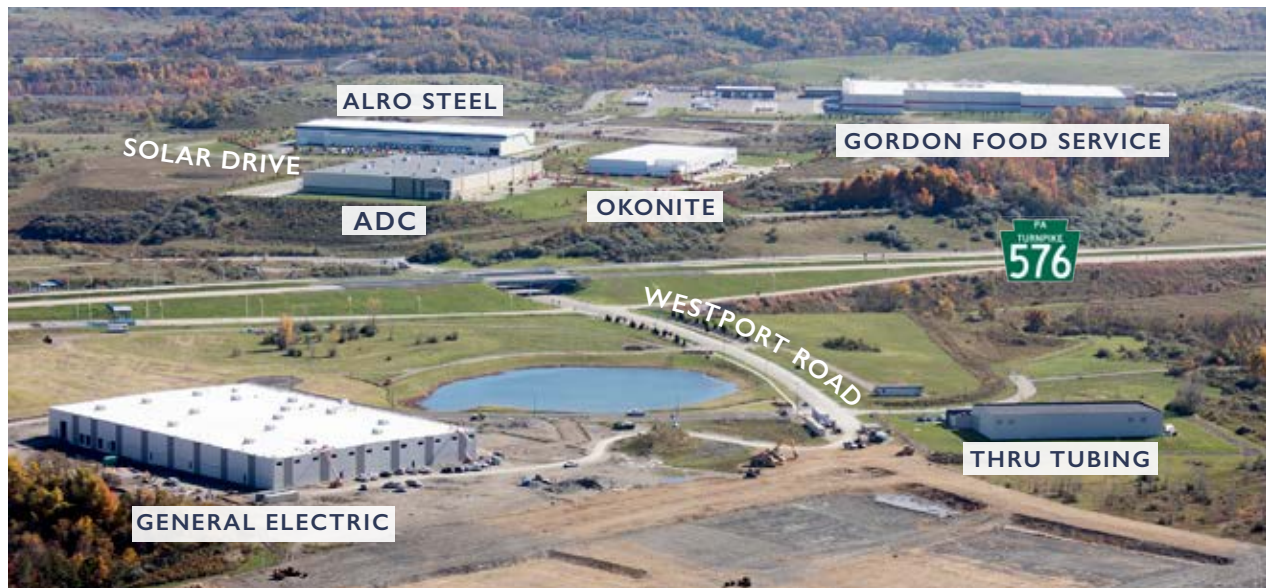 ALRO STEEL
GORDON FOOD SERVICE
SOLAR DRIVE
OKONITE
ADC
PA
TURNPIKE
576
WESTPORT ROAD
THRU TUBING
GENERAL ELECTRIC